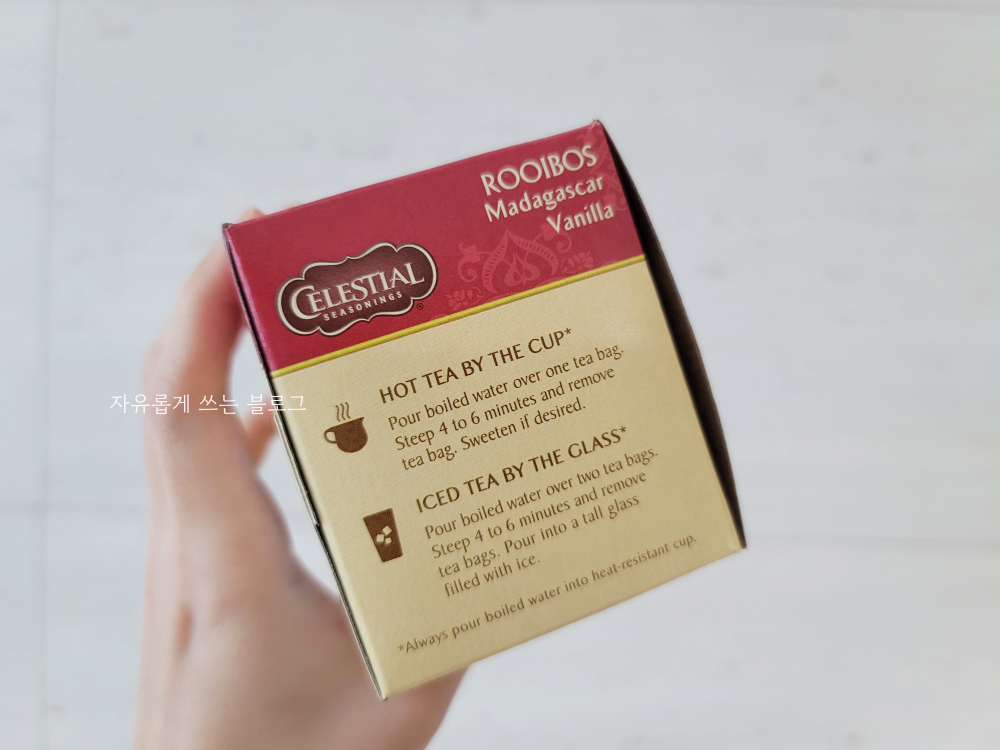 ROOIBOS
Madagascar
Vanilla
CELESTIAL
SEASONINGS
®
HOT TEA BY THE CUP*
Pour boiled water over one tea bag.
Steep 4 to 6 minutes and remove
tea bag. Sweeten if desired.
자유롭게 쓰는 블로그
ICED TEA BY THE GLASS*
Pour boiled water over two tea bags.
Steep 4 to 6 minutes and remove
tea bags. Pour into a tall glass
filled with ice.
*Always pour boiled water into heat-resistant cup.